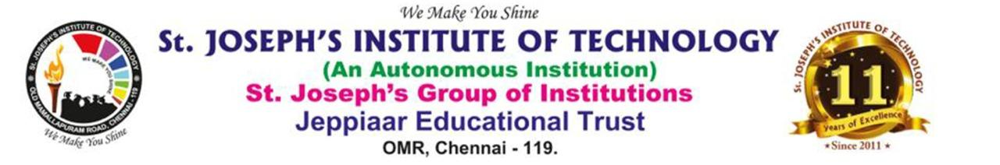 We Make You Shine
St. JOSEPH'S INSTITUTE OF TECHNOLOGY
(An Autonomous Institution)
St. Joseph's Group of Institutions
Jeppiaar Educational Trust
OMR, Chennai - 119.
St. JOSEPH'S INSTITUTE OF TECHNOLOGY
OLD MAMALLAPURAM ROAD, CHENNAI - 119
WE MAKE YOU SHINE
We Make You Shine
St. JOSEPH'S INSTITUTE OF TECHNOLOGY
11
Years of Excellence
Since 2011